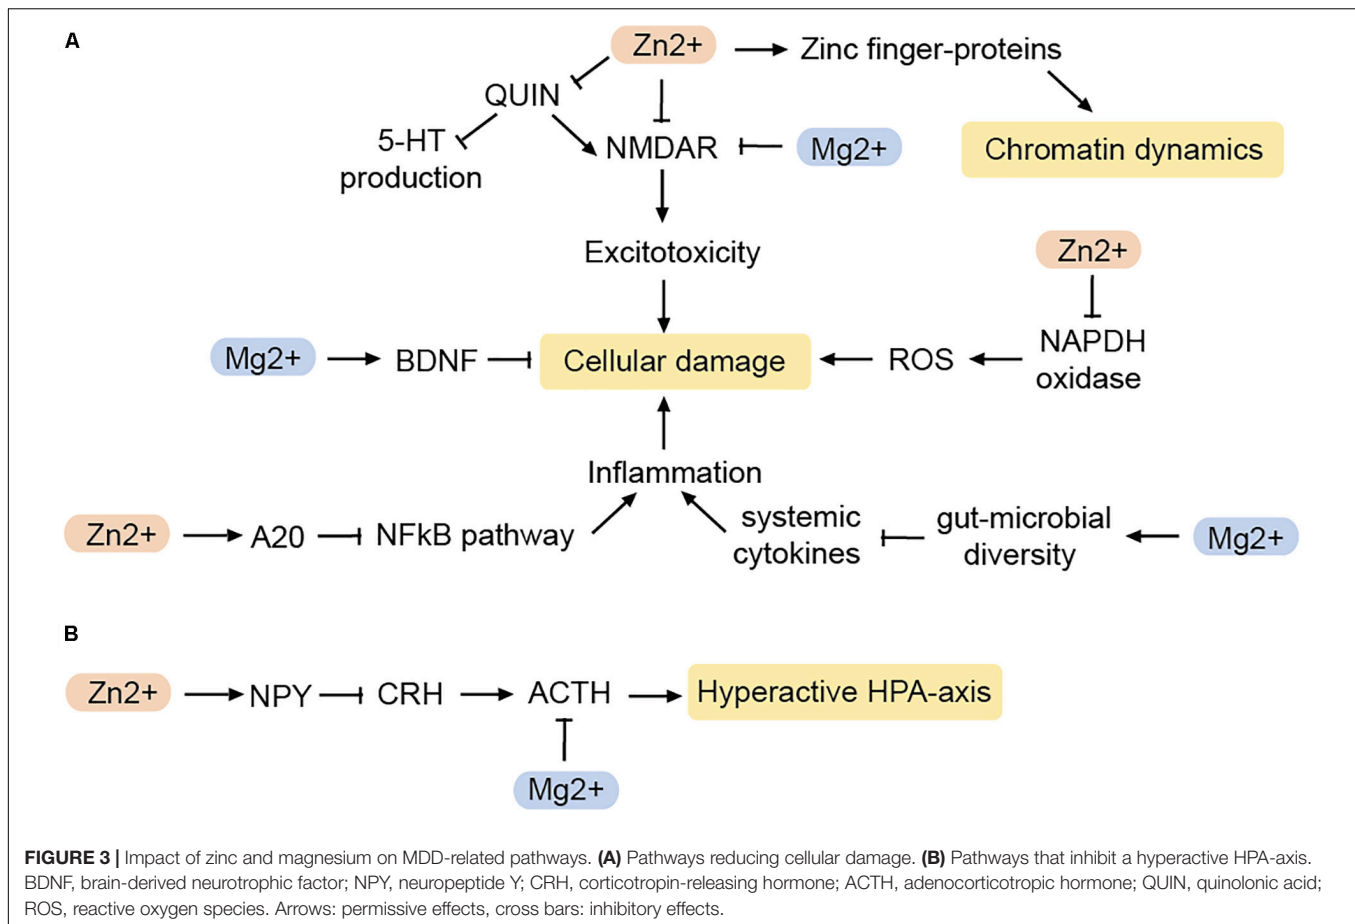 A
Zn2+
Zinc finger-proteins
QUIN
5-HT
production
NMDAR
Mg2+
Chromatin dynamics
Excitotoxicity
Zn2+
Mg2+
BDNF
Cellular damage
ROS
NAPDH
oxidase
Inflammation
Zn2+
A20
NFkB pathway
systemic
cytokines
gut-microbial
diversity
Mg2+
B
Zn2+
NPY
CRH
ACTH
Hyperactive HPA-axis
Mg2+
FIGURE 3 | Impact of zinc and magnesium on MDD-related pathways. (A) Pathways reducing cellular damage. (B) Pathways that inhibit a hyperactive HPA-axis.
BDNF, brain-derived neurotrophic factor; NPY, neuropeptide Y; CRH, corticotropin-releasing hormone; ACTH, adenocorticotropic hormone; QUIN, quinolonic acid;
ROS, reactive oxygen species. Arrows: permissive effects, cross bars: inhibitory effects.